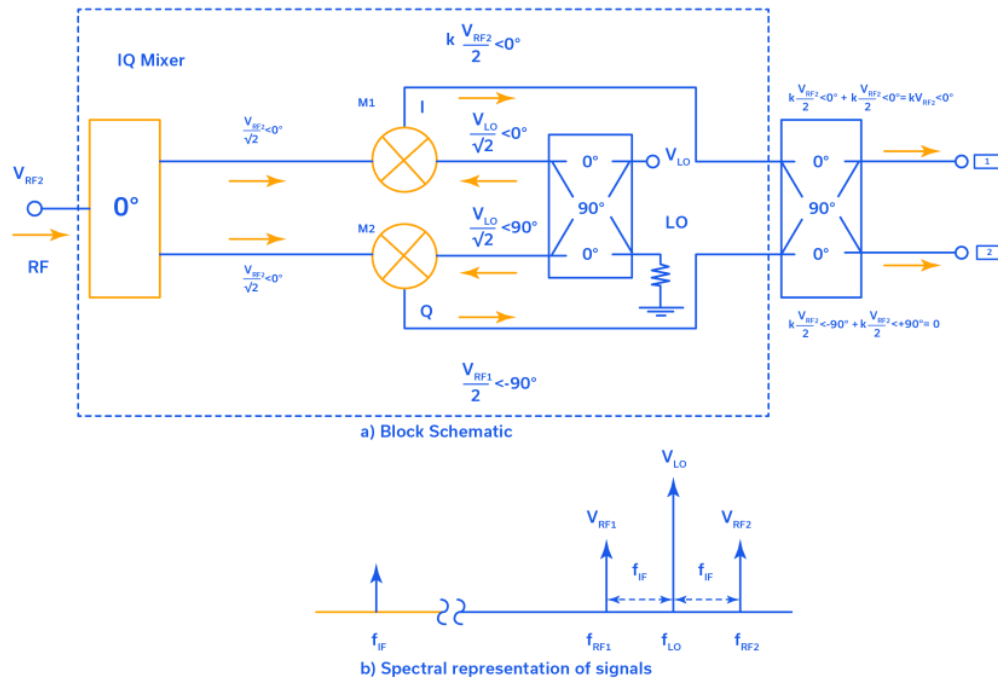 k V_RF2/2 <0°
IQ Mixer
M1
I
k V_RF2/2 <0° + k V_RF2/2 <0° = kV_RF2 <0°
V_RF2/√2 <0°
V_LO/√2 <0°
V_LO
0°
0°
1
V_RF2
0°
90°
90°
RF
M2
V_LO/√2 <90°
LO
0°
0°
2
V_RF2/√2 <0°
Q
k V_RF2/2 <-90° + k V_RF2/2 <+90° = 0
V_RF1/2 <-90°
a) Block Schematic
V_LO
V_RF1
V_RF2
f_IF
f_IF
f_IF
f_RF1
f_LO
f_RF2
b) Spectral representation of signals